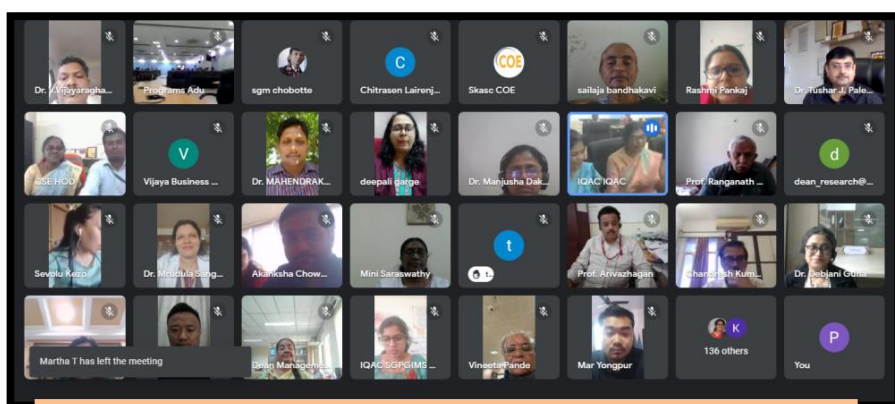 Dr. V.Vijayaragha...
Programs Adu
sgm chobotte
C
Chitrasen Lairenj...
COE
Skasc COE
sailaja bandhakavi
Rashmi Pankaj
Dr. Tushar J. Pale...
CSE HOD
V
Vijaya Business ...
Dr. MAHENDRAK...
deepali garge
Dr. Manjusha Dak...
IQAC IQAC
Prof. Ranganath ...
d
dean_research@...
Sevolu Kezo
Dr. Mrudula Sang...
Akanksha Chow...
Mini Saraswathy
t
t...
Prof. Arivazhagan
Chandresh Kum...
Dr. Debjani Guha
Martha T has left the meeting
Dean Manageme...
IQAC SGPGIMS ...
Vineeta Pande
Mar Yongpur
K
136 others
P
You